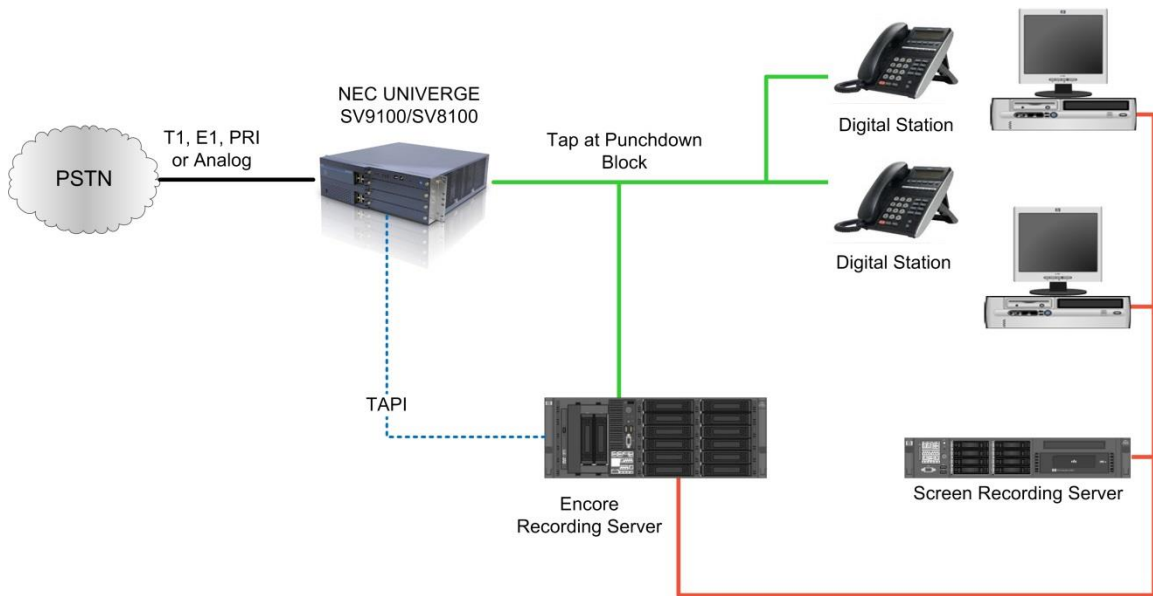 NEC UNIVERGE
SV9100/SV8100
T1, E1, PRI
or Analog
PSTN
Tap at Punchdown
Block
Digital Station
Digital Station
TAPI
Encore
Recording Server
Screen Recording Server